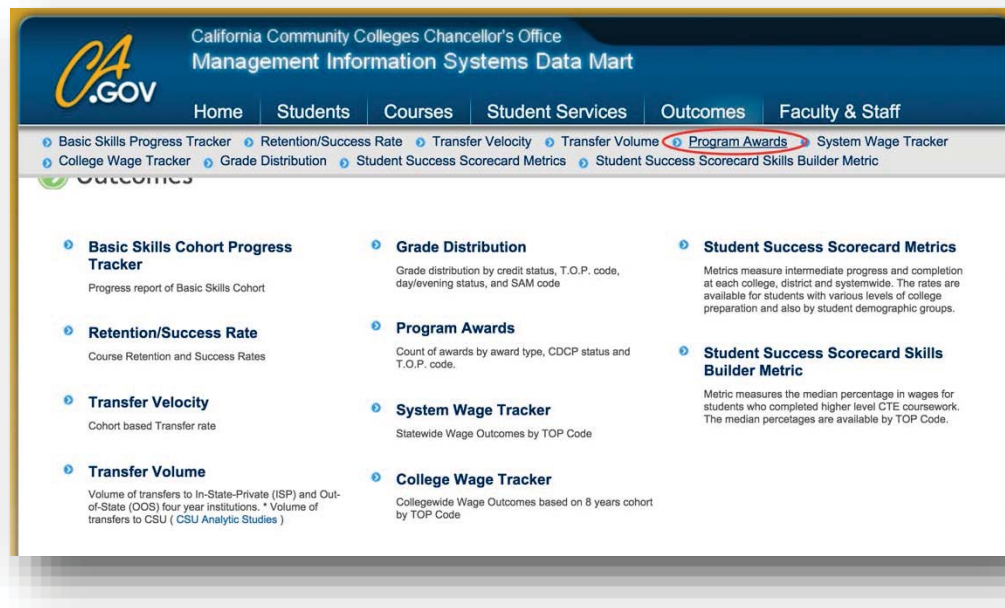 CA
.GOV
California Community Colleges Chancellor's Office
Management Information Systems Data Mart
Home Students Courses Student Services Outcomes Faculty & Staff
Basic Skills Progress Tracker Retention/Success Rate Transfer Velocity Transfer Volume Program Awards System Wage Tracker
College Wage Tracker Grade Distribution Student Success Scorecard Metrics Student Success Scorecard Skills Builder Metric
Outcomes
Basic Skills Cohort Progress
Tracker
Progress report of Basic Skills Cohort
Retention/Success Rate
Course Retention and Success Rates
Transfer Velocity
Cohort based Transfer rate
Transfer Volume
Volume of transfers to In-State-Private (ISP) and Out-
of-State (OOS) four year institutions. * Volume of
transfers to CSU ( CSU Analytic Studies )
Grade Distribution
Grade distribution by credit status, T.O.P. code,
day/evening status, and SAM code
Program Awards
Count of awards by award type, CDCP status and
T.O.P. code.
System Wage Tracker
Statewide Wage Outcomes by TOP Code
College Wage Tracker
Collegewide Wage Outcomes based on 8 years cohort
by TOP Code
Student Success Scorecard Metrics
Metrics measure intermediate progress and completion
at each college, district and systemwide. The rates are
available for students with various levels of college
preparation and also by student demographic groups.
Student Success Scorecard Skills
Builder Metric
Metric measures the median percentage in wages for
students who completed higher level CTE coursework.
The median percetages are available by TOP Code.